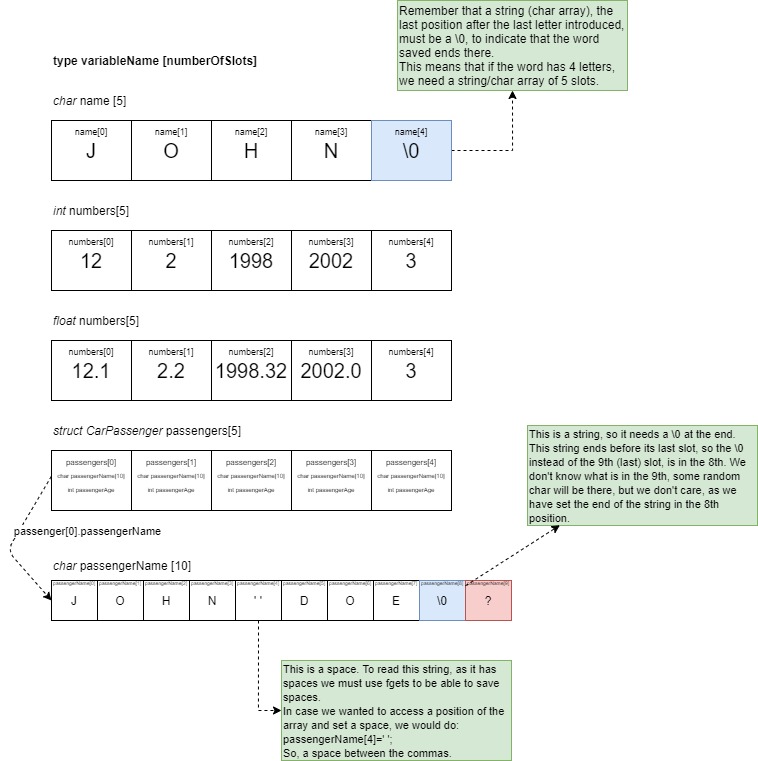 Remember that a string (char array), the
last position after the last letter introduced,
must be a \0, to indicate that the word
saved ends there.
This means that if the word has 4 letters,
we need a string/char array of 5 slots.
type variableName [numberOfSlots]
char name [5]
name[0] name[1] name[2] name[3] name[4]
J O H N \0
int numbers[5]
numbers[0] numbers[1] numbers[2] numbers[3] numbers[4]
12 2 1998 2002 3
float numbers[5]
numbers[0] numbers[1] numbers[2] numbers[3] numbers[4]
12.1 2.2 1998.32 2002.0 3
struct CarPassenger passengers[5]
passengers[0] passengers[1] passengers[2] passengers[3] passengers[4]
char passengerName[10] char passengerName[10] char passengerName[10] char passengerName[10] char passengerName[10]
int passengerAge int passengerAge int passengerAge int passengerAge int passengerAge
This is a string, so it needs a \0 at the end.
This string ends before its last slot, so the \0
instead of the 9th (last) slot, is in the 8th. We
don't know what is in the 9th, some random
char will be there, but we don't care, as we
have set the end of the string in the 8th
position.
passenger[0].passengerName
char passengerName [10]
passengerName[0] passengerName[1] passengerName[2] passengerName[3] passengerName[4] passengerName[5] passengerName[6] passengerName[7] passengerName[8] passengerName[9]
J O H N ' ' D O E \0 ?
This is a space. To read this string, as it has
spaces we must use fgets to be able to save
spaces.
In case we wanted to access a position of the
array and set a space, we would do:
passengerName[4]=' ';
So, a space between the commas.